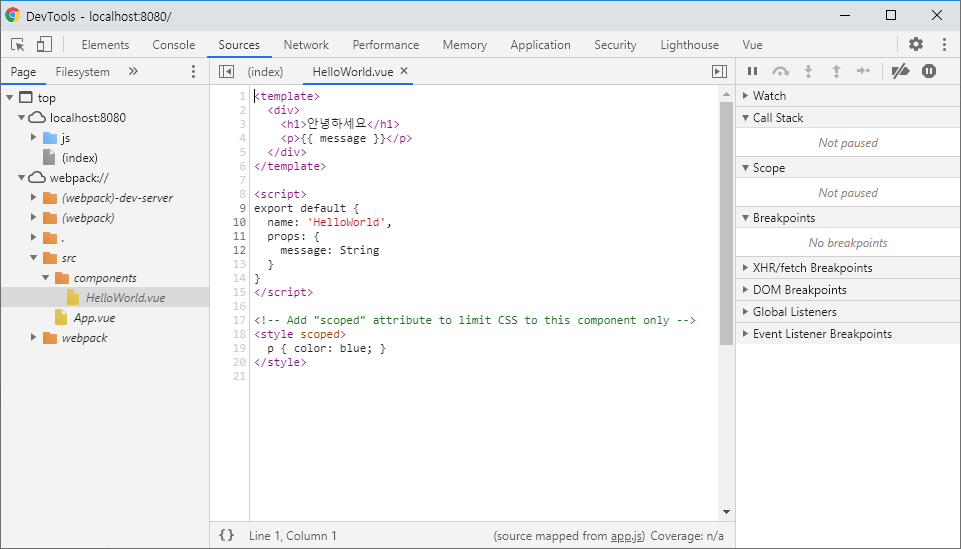 DevTools - localhost:8080/
Elements Console Sources Network Performance Memory Application Security Lighthouse Vue
Page Filesystem »
(index) HelloWorld.vue ×
top
localhost:8080
js
(index)
webpack://
(webpack)-dev-server
(webpack)
.
src
components
HelloWorld.vue
App.vue
webpack
1 <template>
2   <div>
3     <h1>안녕하세요</h1>
4     <p>{{ message }}</p>
5   </div>
6 </template>
7
8 <script>
9 export default {
10   name: 'HelloWorld',
11   props: {
12     message: String
13   }
14 }
15 </script>
16
17 <!-- Add "scoped" attribute to limit CSS to this component only -->
18 <style scoped>
19   p { color: blue; }
20 </style>
21
{ } Line 1, Column 1 (source mapped from app.js) Coverage: n/a
Watch
Call Stack
Not paused
Scope
Not paused
Breakpoints
No breakpoints
XHR/fetch Breakpoints
DOM Breakpoints
Global Listeners
Event Listener Breakpoints